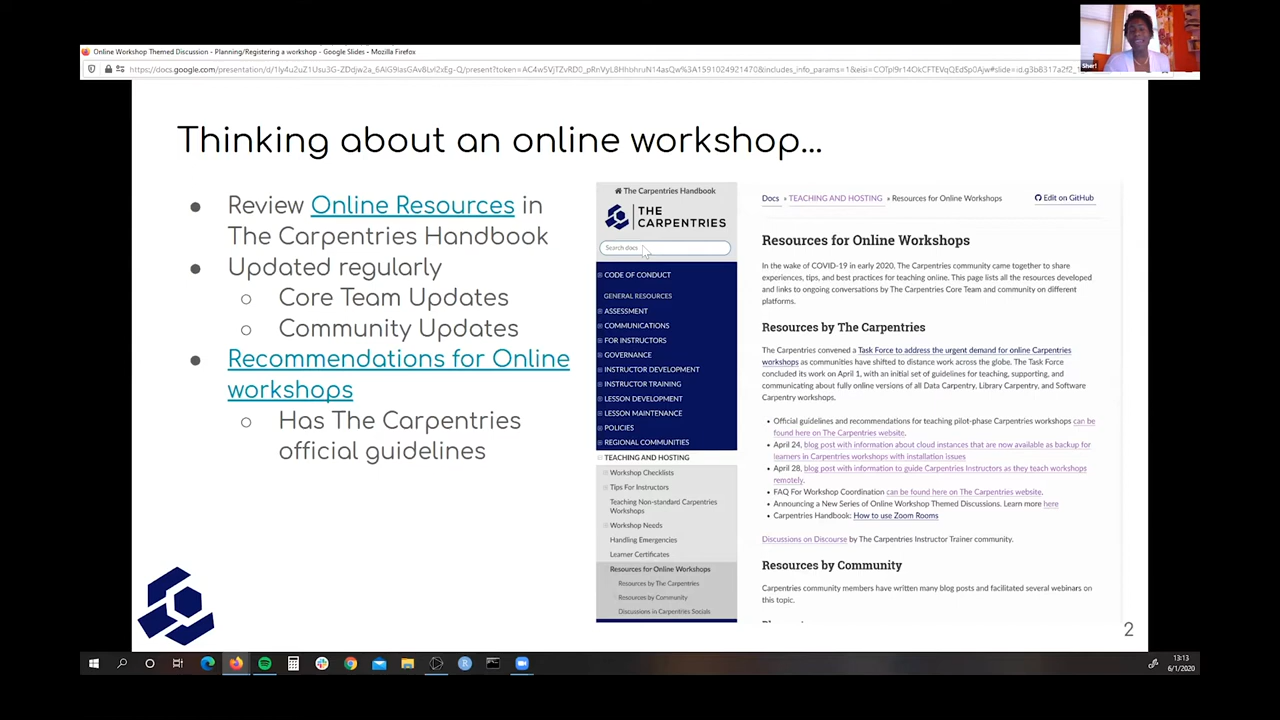 Online Workshop Themed Discussion - Planning/Registering a workshop - Google Slides - Mozilla Firefox
Sher!
Thinking about an online workshop...
Review Online Resources in
The Carpentries Handbook
Updated regularly
Core Team Updates
Community Updates
Recommendations for Online
workshops
Has The Carpentries
official guidelines
The Carpentries Handbook
THE
CARPENTRIES
Search docs
CODE OF CONDUCT
GENERAL RESOURCES
ASSESSMENT
COMMUNICATIONS
FOR INSTRUCTORS
GOVERNANCE
INSTRUCTOR DEVELOPMENT
INSTRUCTOR TRAINING
LESSON DEVELOPMENT
LESSON MAINTENANCE
POLICIES
REGIONAL COMMUNITIES
TEACHING AND HOSTING
Workshop Checklists
Tips For Instructors
Teaching Non-standard Carpentries
Workshops
Workshop Needs
Handling Emergencies
Learner Certificates
Resources for Online Workshops
Resources by The Carpentries
Resources by Community
Discussions in Carpentries Socials
Docs » TEACHING AND HOSTING » Resources for Online Workshops
Edit on GitHub
Resources for Online Workshops
In the wake of COVID-19 in early 2020, The Carpentries community came together to share
experiences, tips, and best practices for teaching online. This page lists all the resources developed
and links to ongoing conversations by The Carpentries Core Team and community on different
platforms.
Resources by The Carpentries
The Carpentries convened a Task Force to address the urgent demand for online Carpentries
workshops as communities have shifted to distance work across the globe. The Task Force
concluded its work on April 1, with an initial set of guidelines for teaching, supporting, and
communicating about fully online versions of all Data Carpentry, Library Carpentry, and Software
Carpentry workshops.
Official guidelines and recommendations for teaching pilot-phase Carpentries workshops can be
found here on The Carpentries website.
April 24, blog post with information about cloud instances that are now available as backup for
learners in Carpentries workshops with installation issues
April 28, blog post with information to guide Carpentries Instructors as they teach workshops
remotely.
FAQ For Workshop Coordination can be found here on The Carpentries website.
Announcing a New Series of Online Workshop Themed Discussions. Learn more here
Carpentries Handbook: How to use Zoom Rooms
Discussions on Discourse by The Carpentries Instructor Trainer community.
Resources by Community
Carpentries community members have written many blog posts and facilitated several webinars on
this topic.
2
13:13
6/1/2020